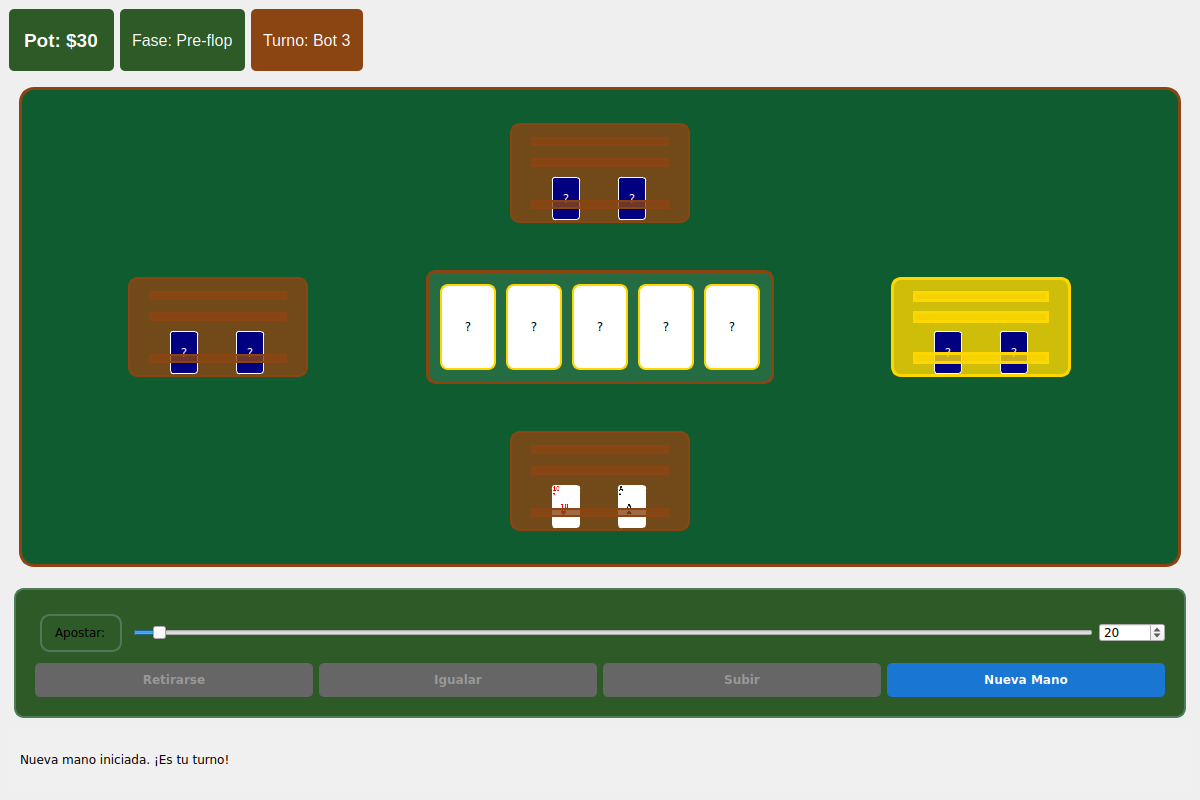 Pot: $30
Fase: Pre-flop
Turno: Bot 3
? ?
? ?
? ? ? ? ?
? ?
10 A
10 A
Apostar:
20
Retirarse
Igualar
Subir
Nueva Mano
Nueva mano iniciada. ¡Es tu turno!